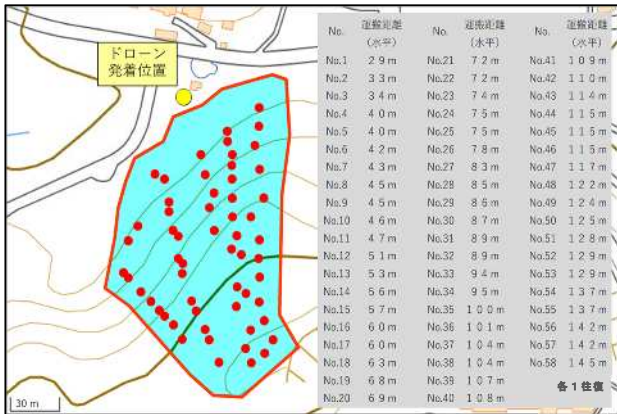 ドローン
発着位置
30 m
No. 運搬距離(水平) No. 運搬距離(水平) No. 運搬距離(水平)
No.1 29m No.21 72m No.41 109m
No.2 33m No.22 72m No.42 110m
No.3 34m No.23 74m No.43 114m
No.4 40m No.24 75m No.44 115m
No.5 40m No.25 75m No.45 115m
No.6 42m No.26 78m No.46 115m
No.7 43m No.27 83m No.47 117m
No.8 45m No.28 85m No.48 122m
No.9 45m No.29 86m No.49 124m
No.10 46m No.30 87m No.50 125m
No.11 47m No.31 89m No.51 128m
No.12 51m No.32 89m No.52 129m
No.13 53m No.33 94m No.53 129m
No.14 56m No.34 95m No.54 137m
No.15 57m No.35 100m No.55 137m
No.16 60m No.36 101m No.56 142m
No.17 60m No.37 104m No.57 142m
No.18 63m No.38 104m No.58 145m
No.19 68m No.39 107m 各1往復
No.20 69m No.40 108m